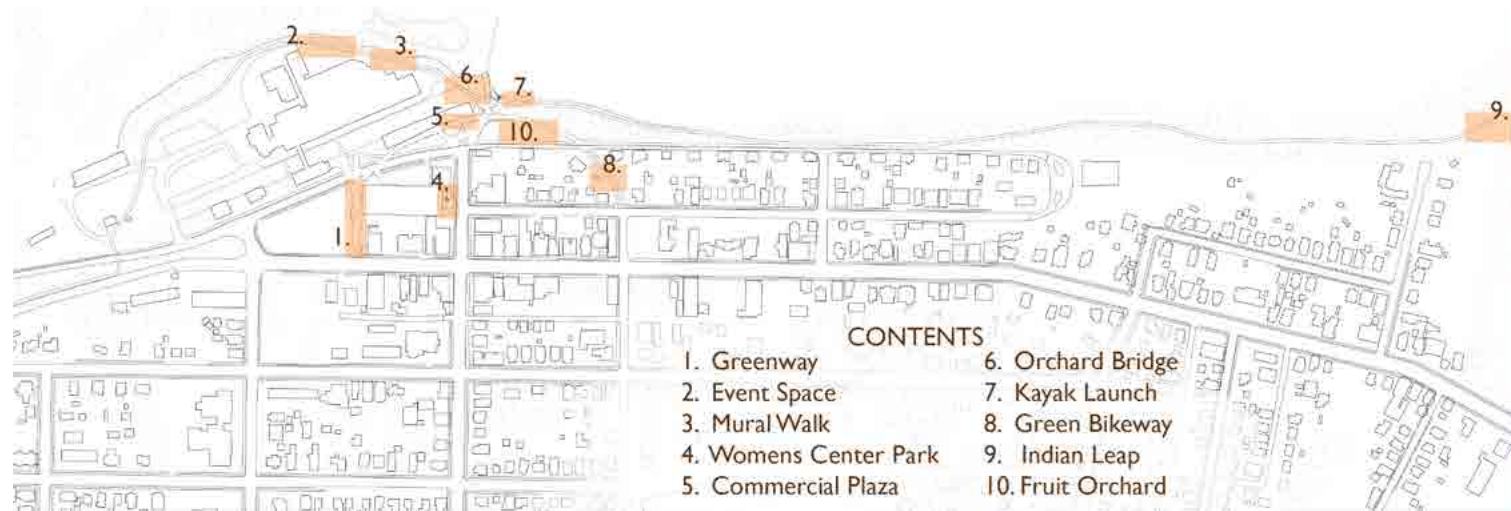 2.
3.
6.
7.
9.
5.
10.
8.
4.
1.
CONTENTS
1. Greenway
2. Event Space
3. Mural Walk
4. Womens Center Park
5. Commercial Plaza
6. Orchard Bridge
7. Kayak Launch
8. Green Bikeway
9. Indian Leap
10. Fruit Orchard